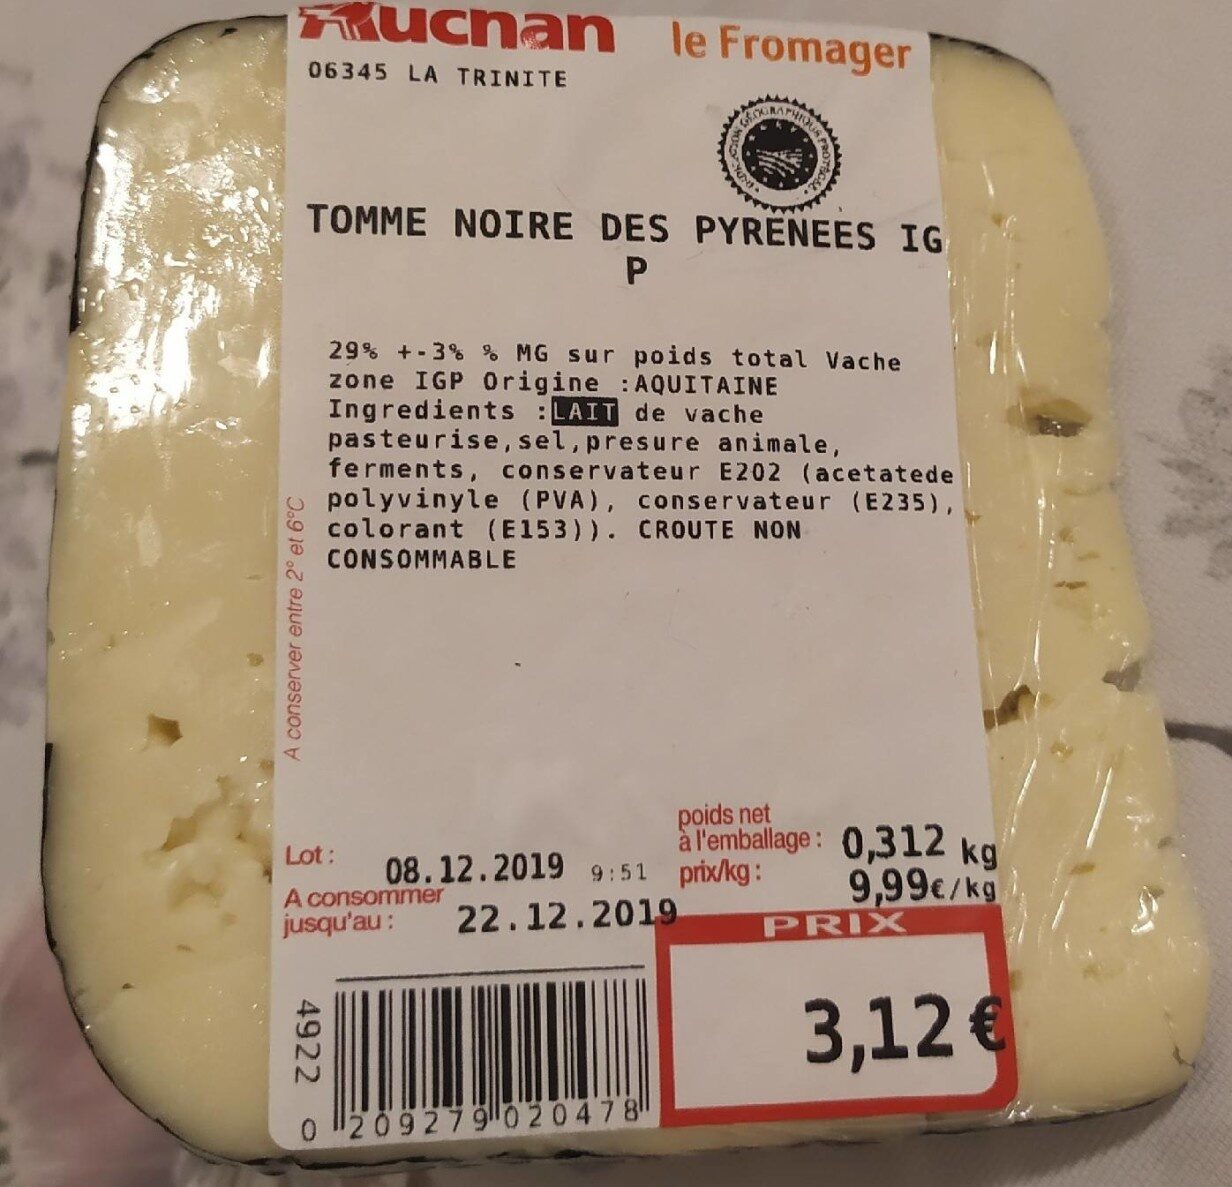 Auchan
le Fromager
06345 LA TRINITE
INDICATION GÉOGRAPHIQUE PROTÉGÉE
TOMME NOIRE DES PYRENEES IG
P
29% +-3% % MG sur poids total Vache
zone IGP Origine :AQUITAINE
Ingredients :LAIT de vache
pasteurise,sel,presure animale,
ferments, conservateur E202 (acetatede
polyvinyle (PVA), conservateur (E235),
colorant (E153)). CROUTE NON
CONSOMMABLE
A conserver entre 2° et 6°C
poids net
à l'emballage : 0,312 kg
Lot : 08.12.2019 9:51
prix/kg : 9,99€/kg
A consommer
jusqu'au : 22.12.2019
PRIX
3,12 €
4922
0 209279 020478